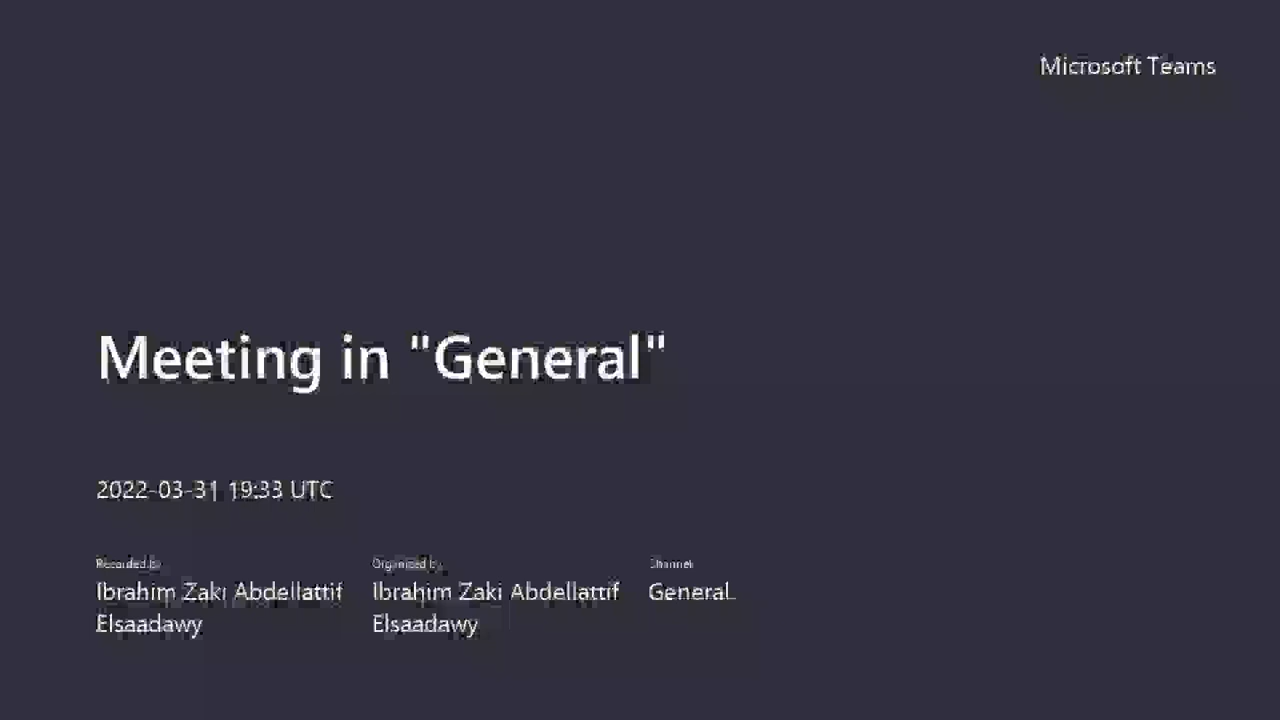 Microsoft Teams
Meeting in "General"
2022-03-31 19:33 UTC
Recorded by
Organized by
Channel
Ibrahim Zaki Abdellattif
Elsaadawy
Ibrahim Zaki Abdellattif
Elsaadawy
General